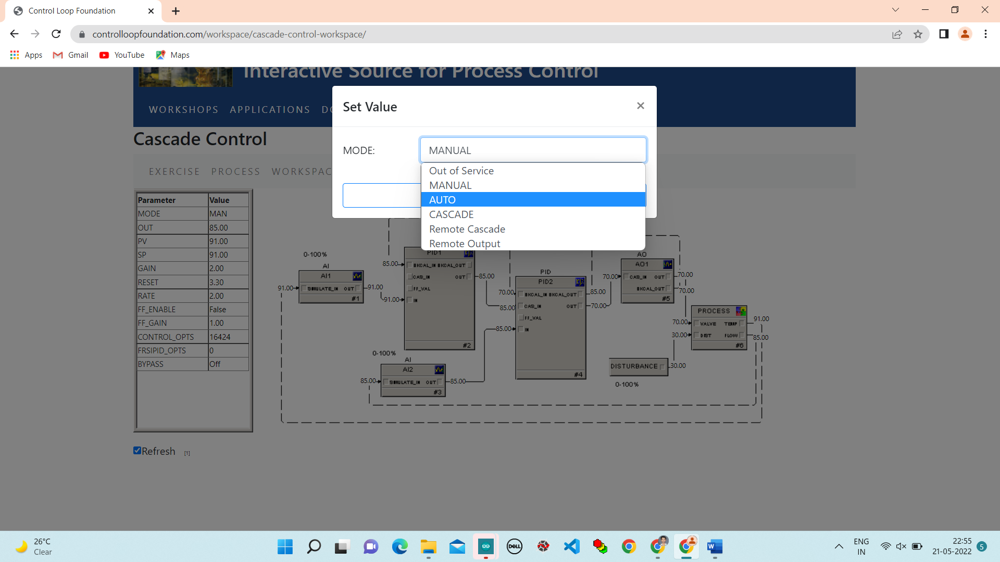 Control Loop Foundation
controlloopfoundation.com/workspace/cascade-control-workspace/
Apps Gmail YouTube Maps
Interactive Source for Process Control
WORKSHOPS APPLICATIONS
Set Value
Cascade Control
MODE: MANUAL
Out of Service
MANUAL
AUTO
CASCADE
Remote Cascade
Remote Output
EXERCISE PROCESS WORKSPAC
Parameter Value
MODE MAN
OUT 85.00
PV 91.00
SP 91.00
GAIN 2.00
RESET 3.30
RATE 2.00
FF_ENABLE False
FF_GAIN 1.00
CONTROL_OPTS 16424
FRSIPID_OPTS 0
BYPASS Off
Refresh [1]
0-100%
AI
AI1
91.00 SIMULATE_IN OUT 91.00
#1
PID1
85.00 BKCAL_IN BKCAL_OUT
CAS_IN OUT 85.00
FF_VAL
91.00 IN
#2
0-100%
AI
AI2
85.00 SIMULATE_IN OUT 85.00
#3
PID
PID2
70.00 BKCAL_IN BKCAL_OUT 85.00
85.00 CAS_IN OUT 70.00
FF_VAL
85.00 IN
#4
AO
AO1
70.00 CAS_IN OUT 70.00
BKCAL_OUT 70.00
#5
PROCESS
70.00 VALVE TEMP 91.00
30.00 DIST FLOW 85.00
#6
DISTURBANCE 30.00
0-100%
26°C
Clear
DELL
ENG
IN
22:55
21-05-2022
5